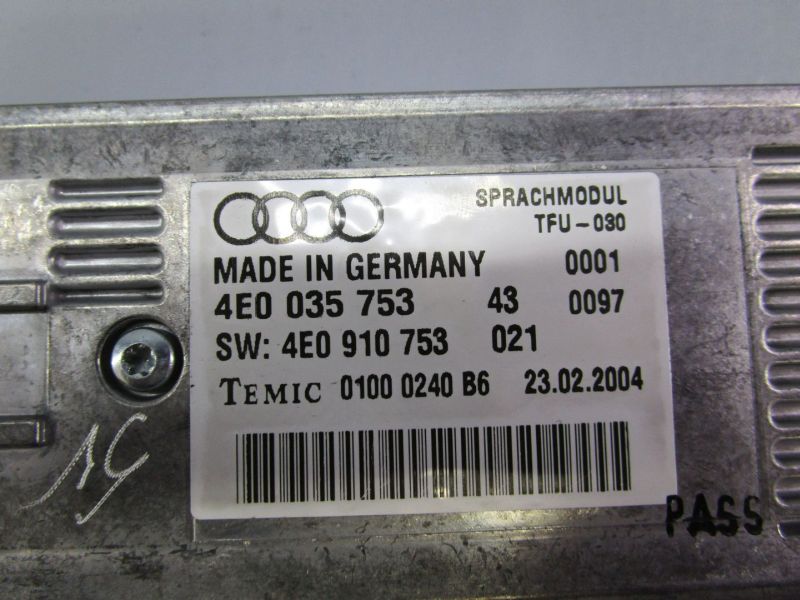 SPRACHMODUL
TFU-030
MADE IN GERMANY 0001
4E0 035 753 43 0097
SW: 4E0 910 753 021
TEMIC 0100 0240 B6 23.02.2004
PASS